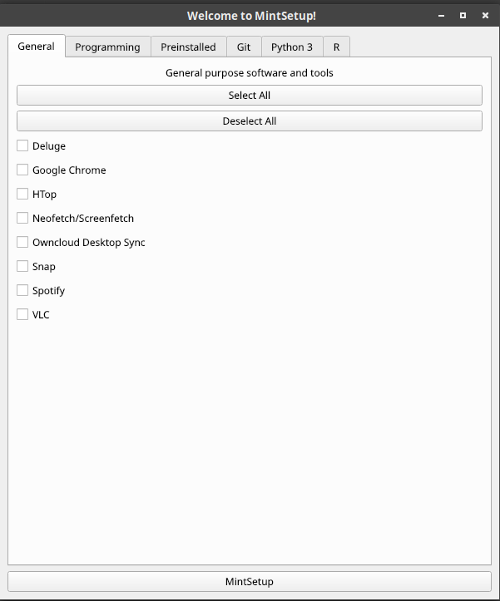 Welcome to MintSetup!
General Programming Preinstalled Git Python 3 R
General purpose software and tools
Select All
Deselect All
Deluge
Google Chrome
HTop
Neofetch/Screenfetch
Owncloud Desktop Sync
Snap
Spotify
VLC
MintSetup